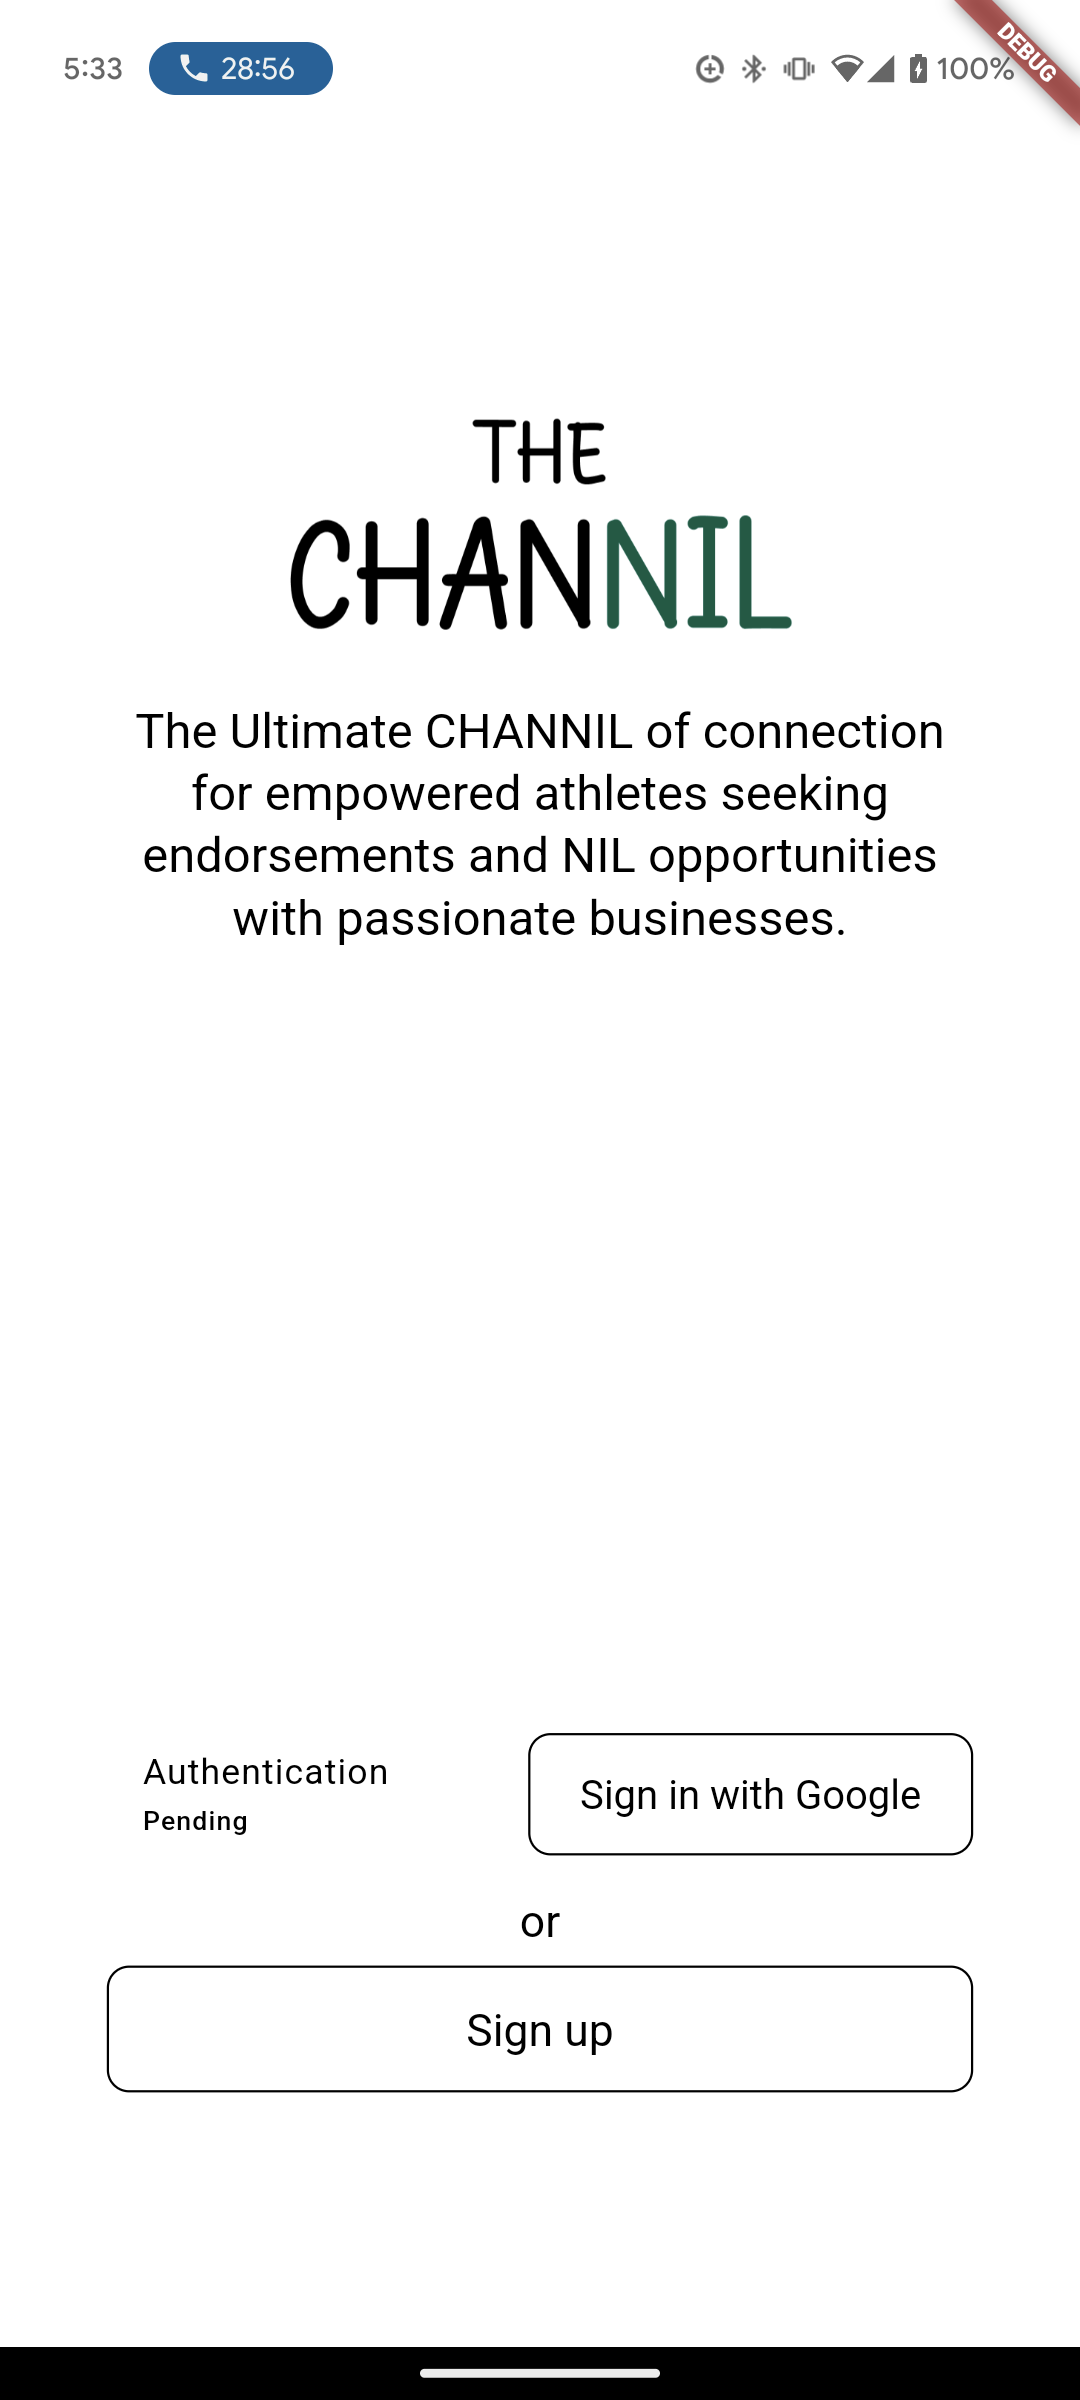 5:33
28:56
100%
DEBUG
THE
CHANNIL
The Ultimate CHANNIL of connection
for empowered athletes seeking
endorsements and NIL opportunities
with passionate businesses.
Authentication
Pending
Sign in with Google
or
Sign up